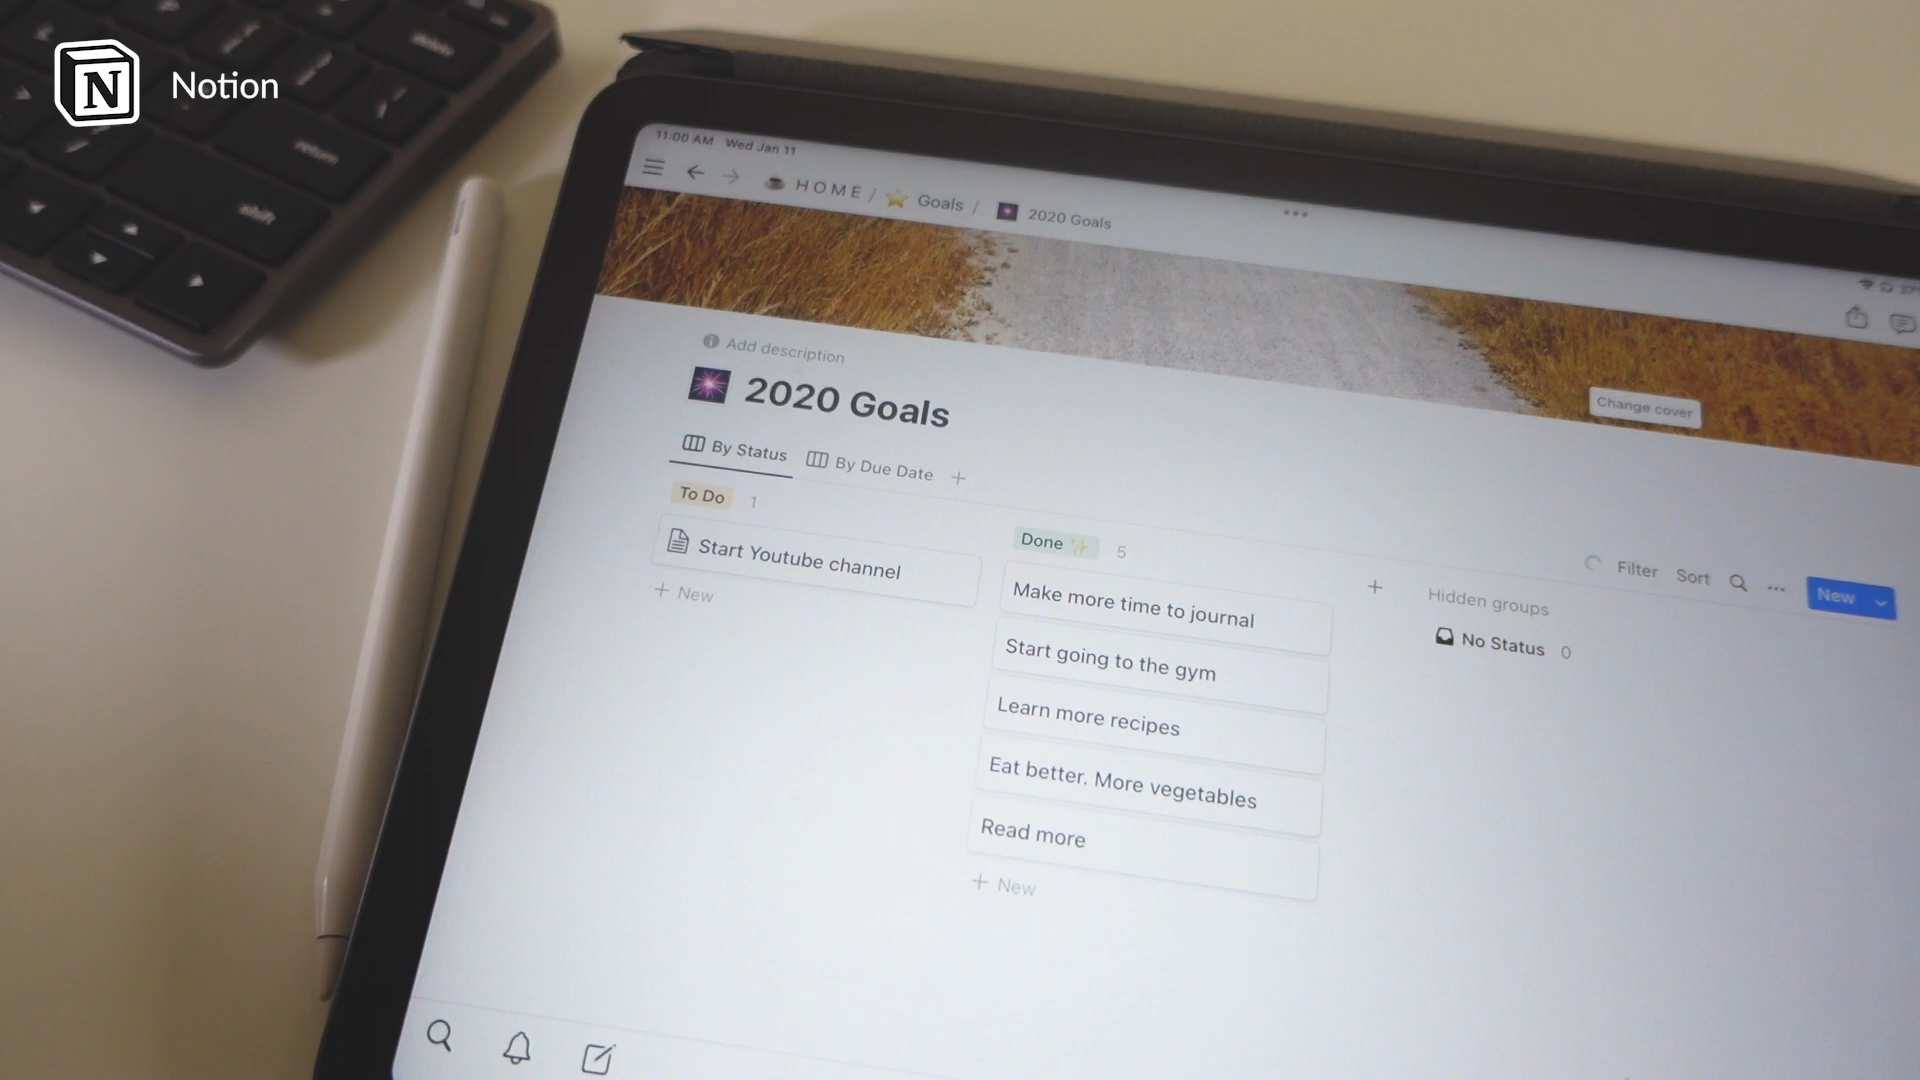 Notion
delete
return
shift
11:00 AM Wed Jan 11
HOME / Goals / 2020 Goals
Change cover
Add description
2020 Goals
By Status By Due Date
Filter Sort New
To Do 1
Start Youtube channel
+ New
Done ✨ 5
Make more time to journal
Start going to the gym
Learn more recipes
Eat better. More vegetables
Read more
+ New
Hidden groups
No Status 0